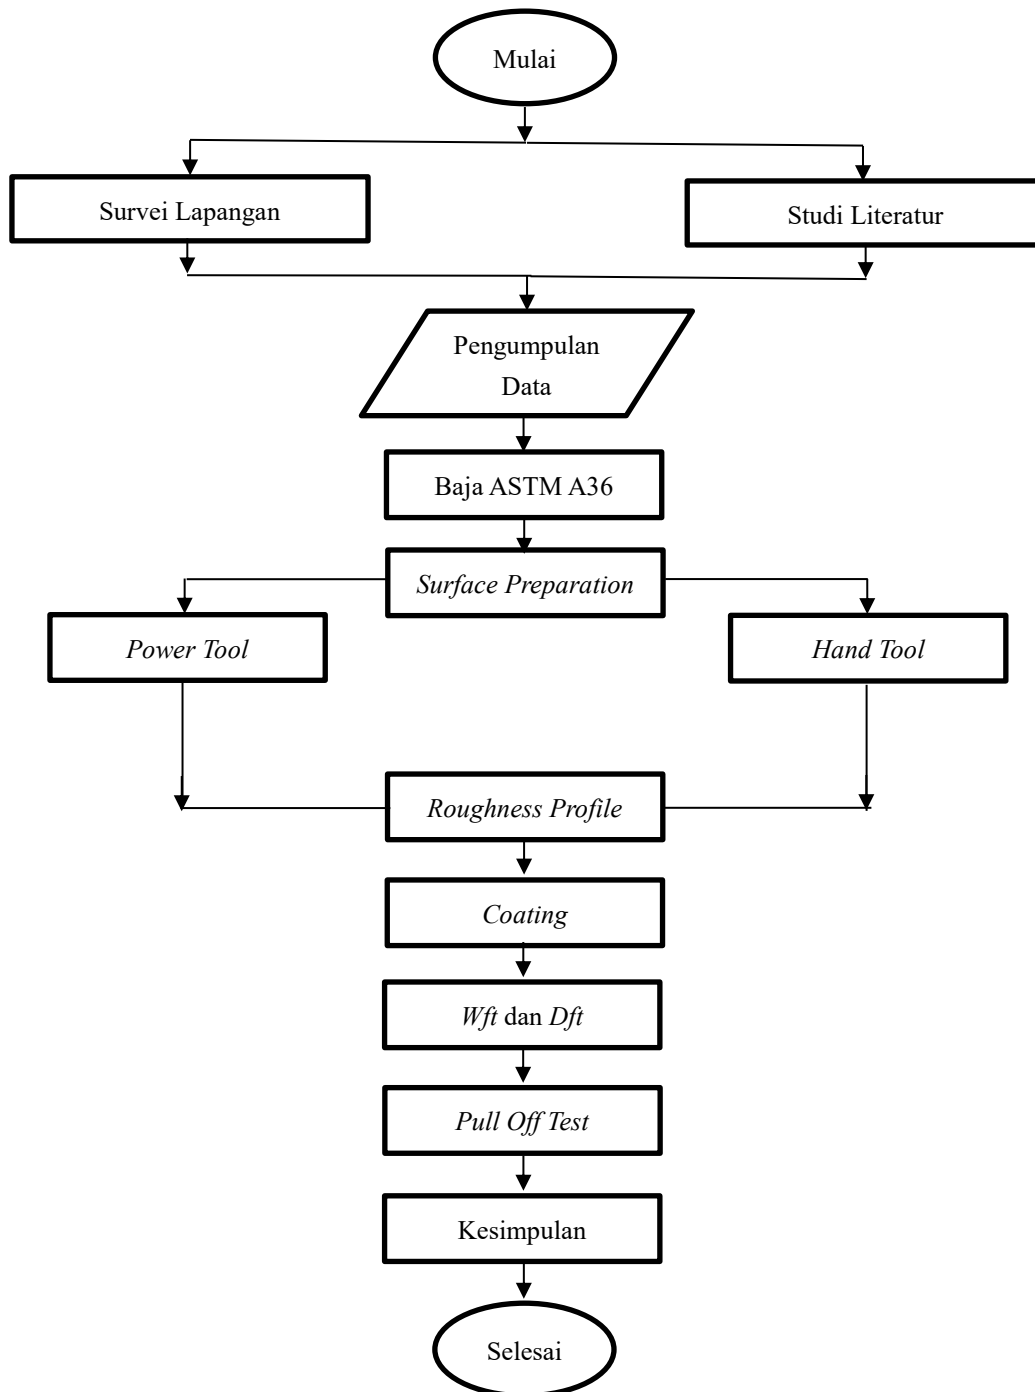 Mulai
Survei Lapangan
Studi Literatur
Pengumpulan
Data
Baja ASTM A36
Surface Preparation
Power Tool
Hand Tool
Roughness Profile
Coating
Wft dan Dft
Pull Off Test
Kesimpulan
Selesai